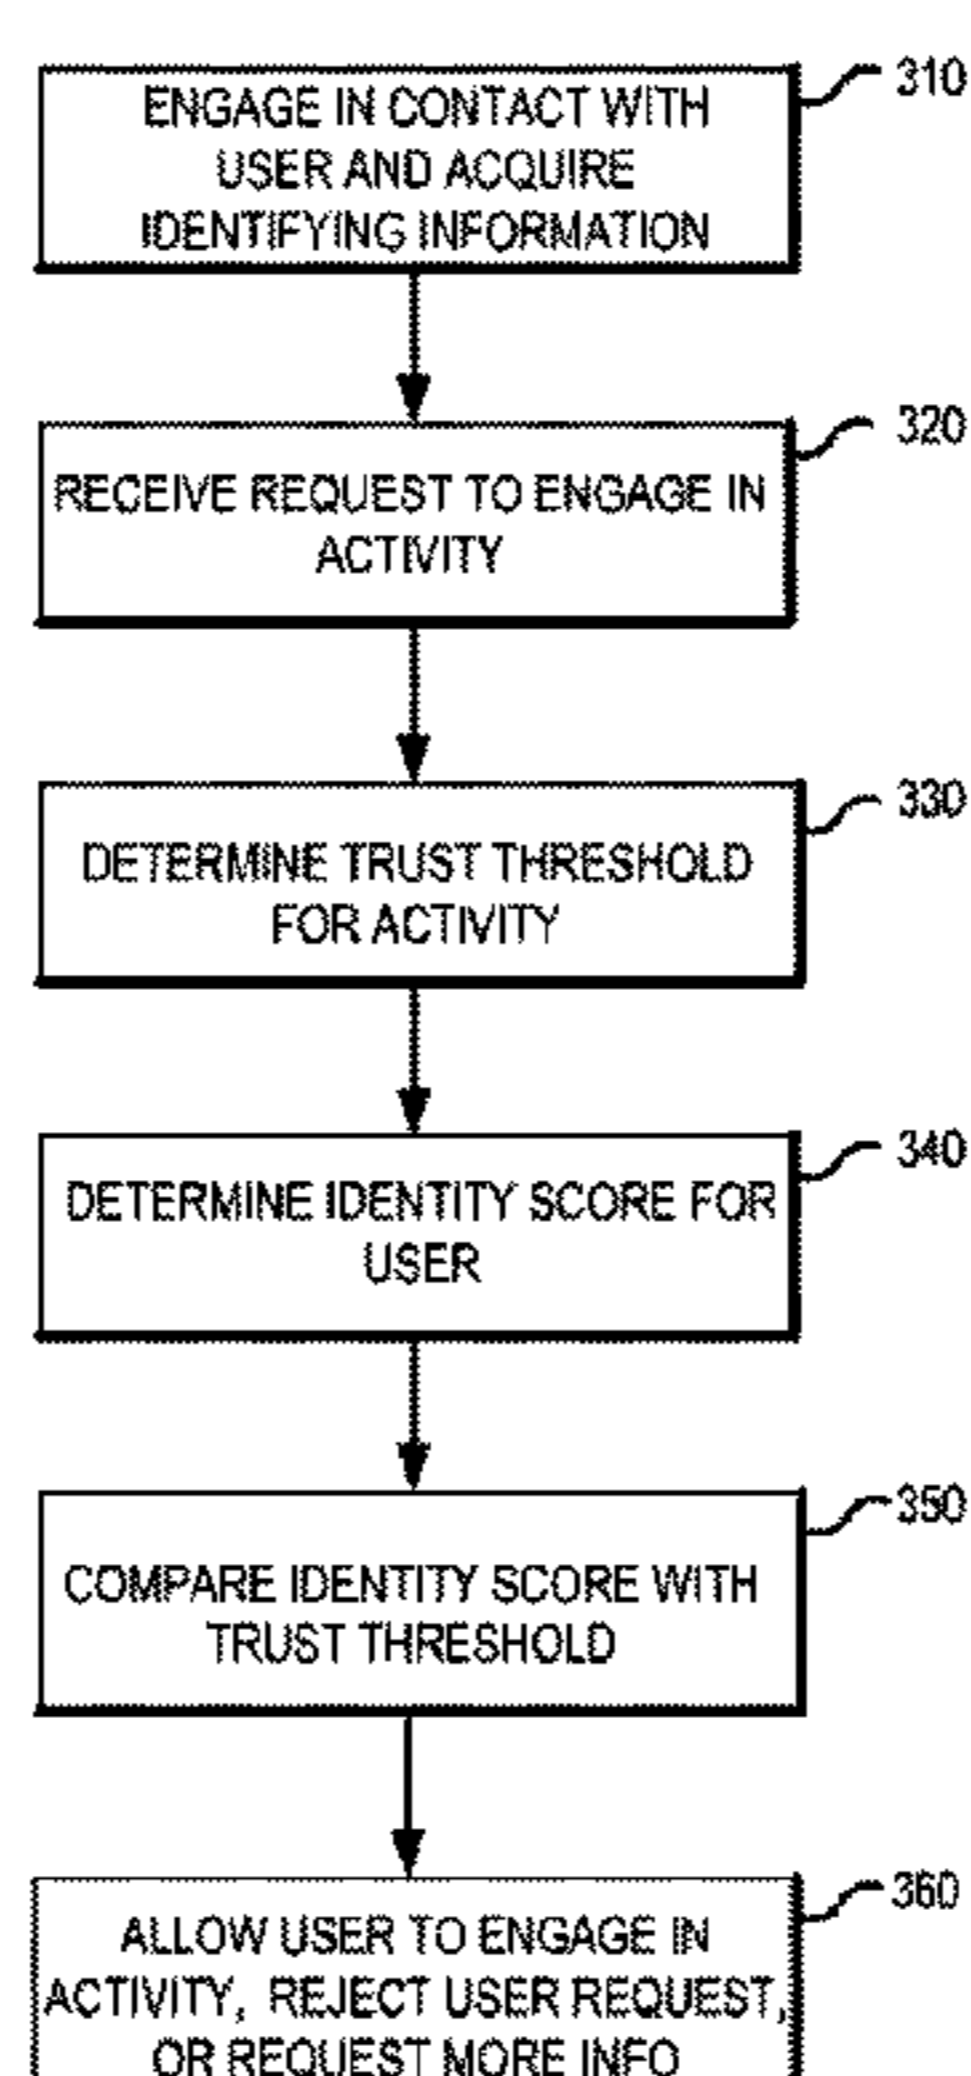 310
ENGAGE IN CONTACT WITH
USER AND ACQUIRE
IDENTIFYING INFORMATION
320
RECEIVE REQUEST TO ENGAGE IN
ACTIVITY
330
DETERMINE TRUST THRESHOLD
FOR ACTIVITY
340
DETERMINE IDENTITY SCORE FOR
USER
350
COMPARE IDENTITY SCORE WITH
TRUST THRESHOLD
360
ALLOW USER TO ENGAGE IN
ACTIVITY, REJECT USER REQUEST,
OR REQUEST MORE INFO